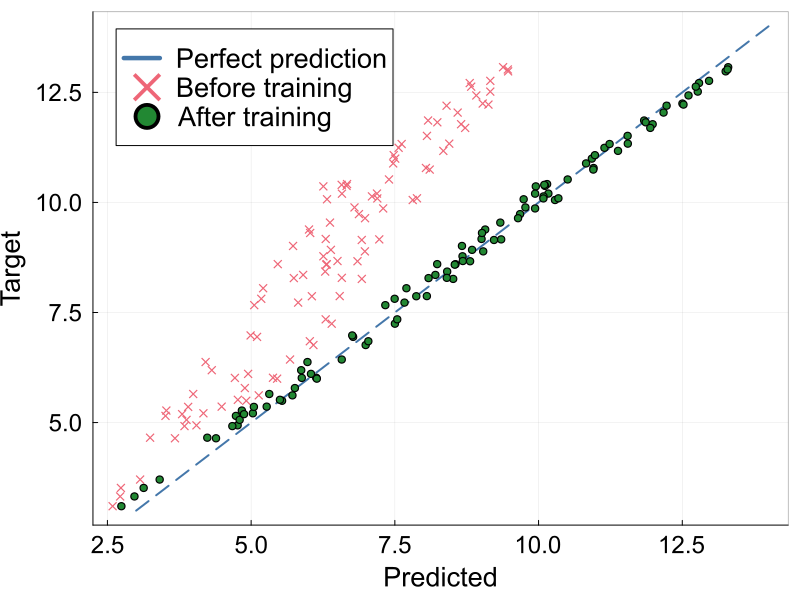 Perfect prediction
Before training
After training
12.5
10.0
7.5
5.0
Target
2.5 5.0 7.5 10.0 12.5
Predicted